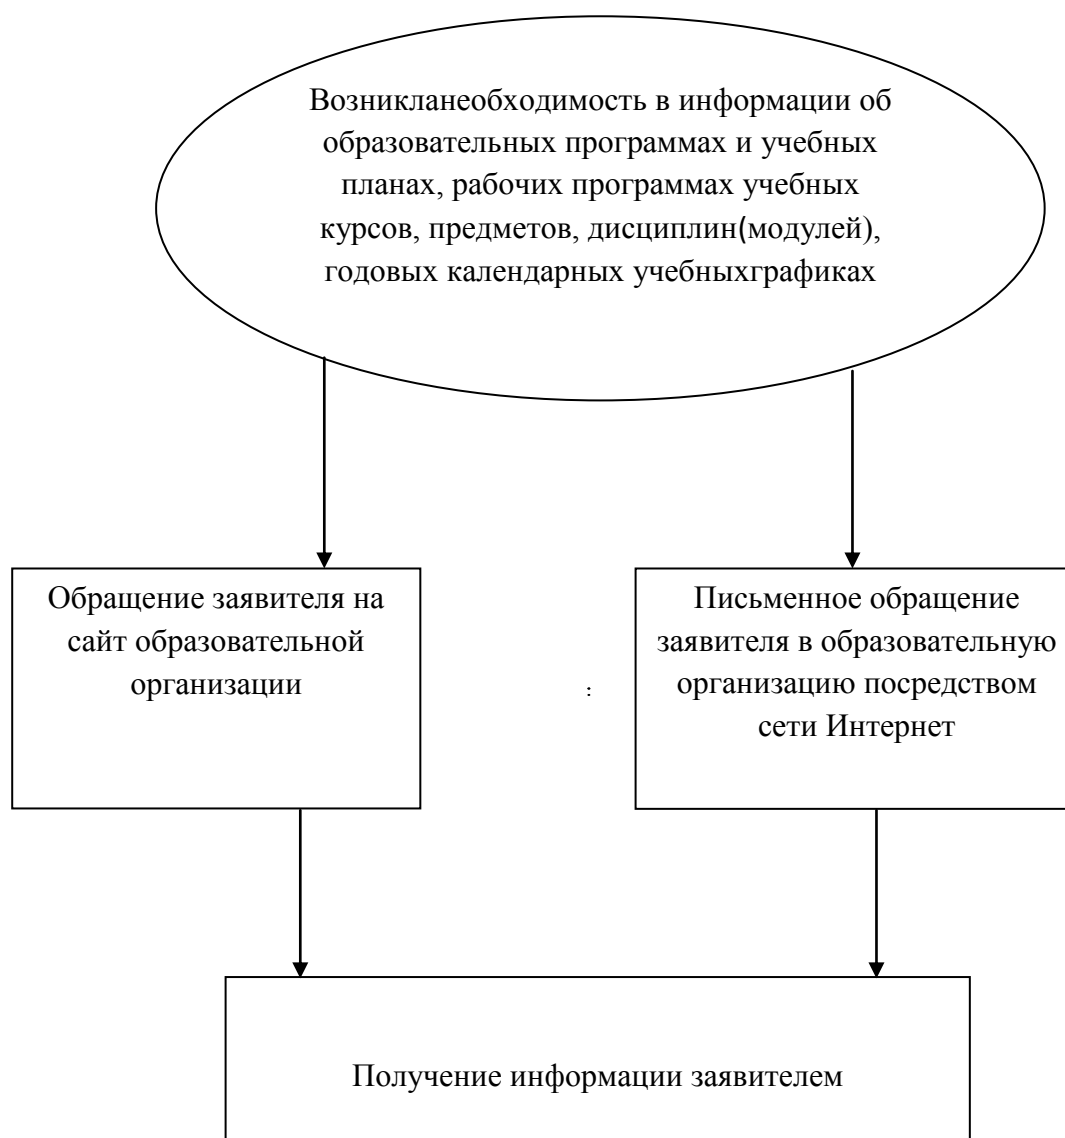 Возникланеобходимость в информации об
образовательных программах и учебных
планах, рабочих программах учебных
курсов, предметов, дисциплин(модулей),
годовых календарных учебныхграфиках
Обращение заявителя на
сайт образовательной
организации
:
Письменное обращение
заявителя в образовательную
организацию посредством
сети Интернет
Получение информации заявителем